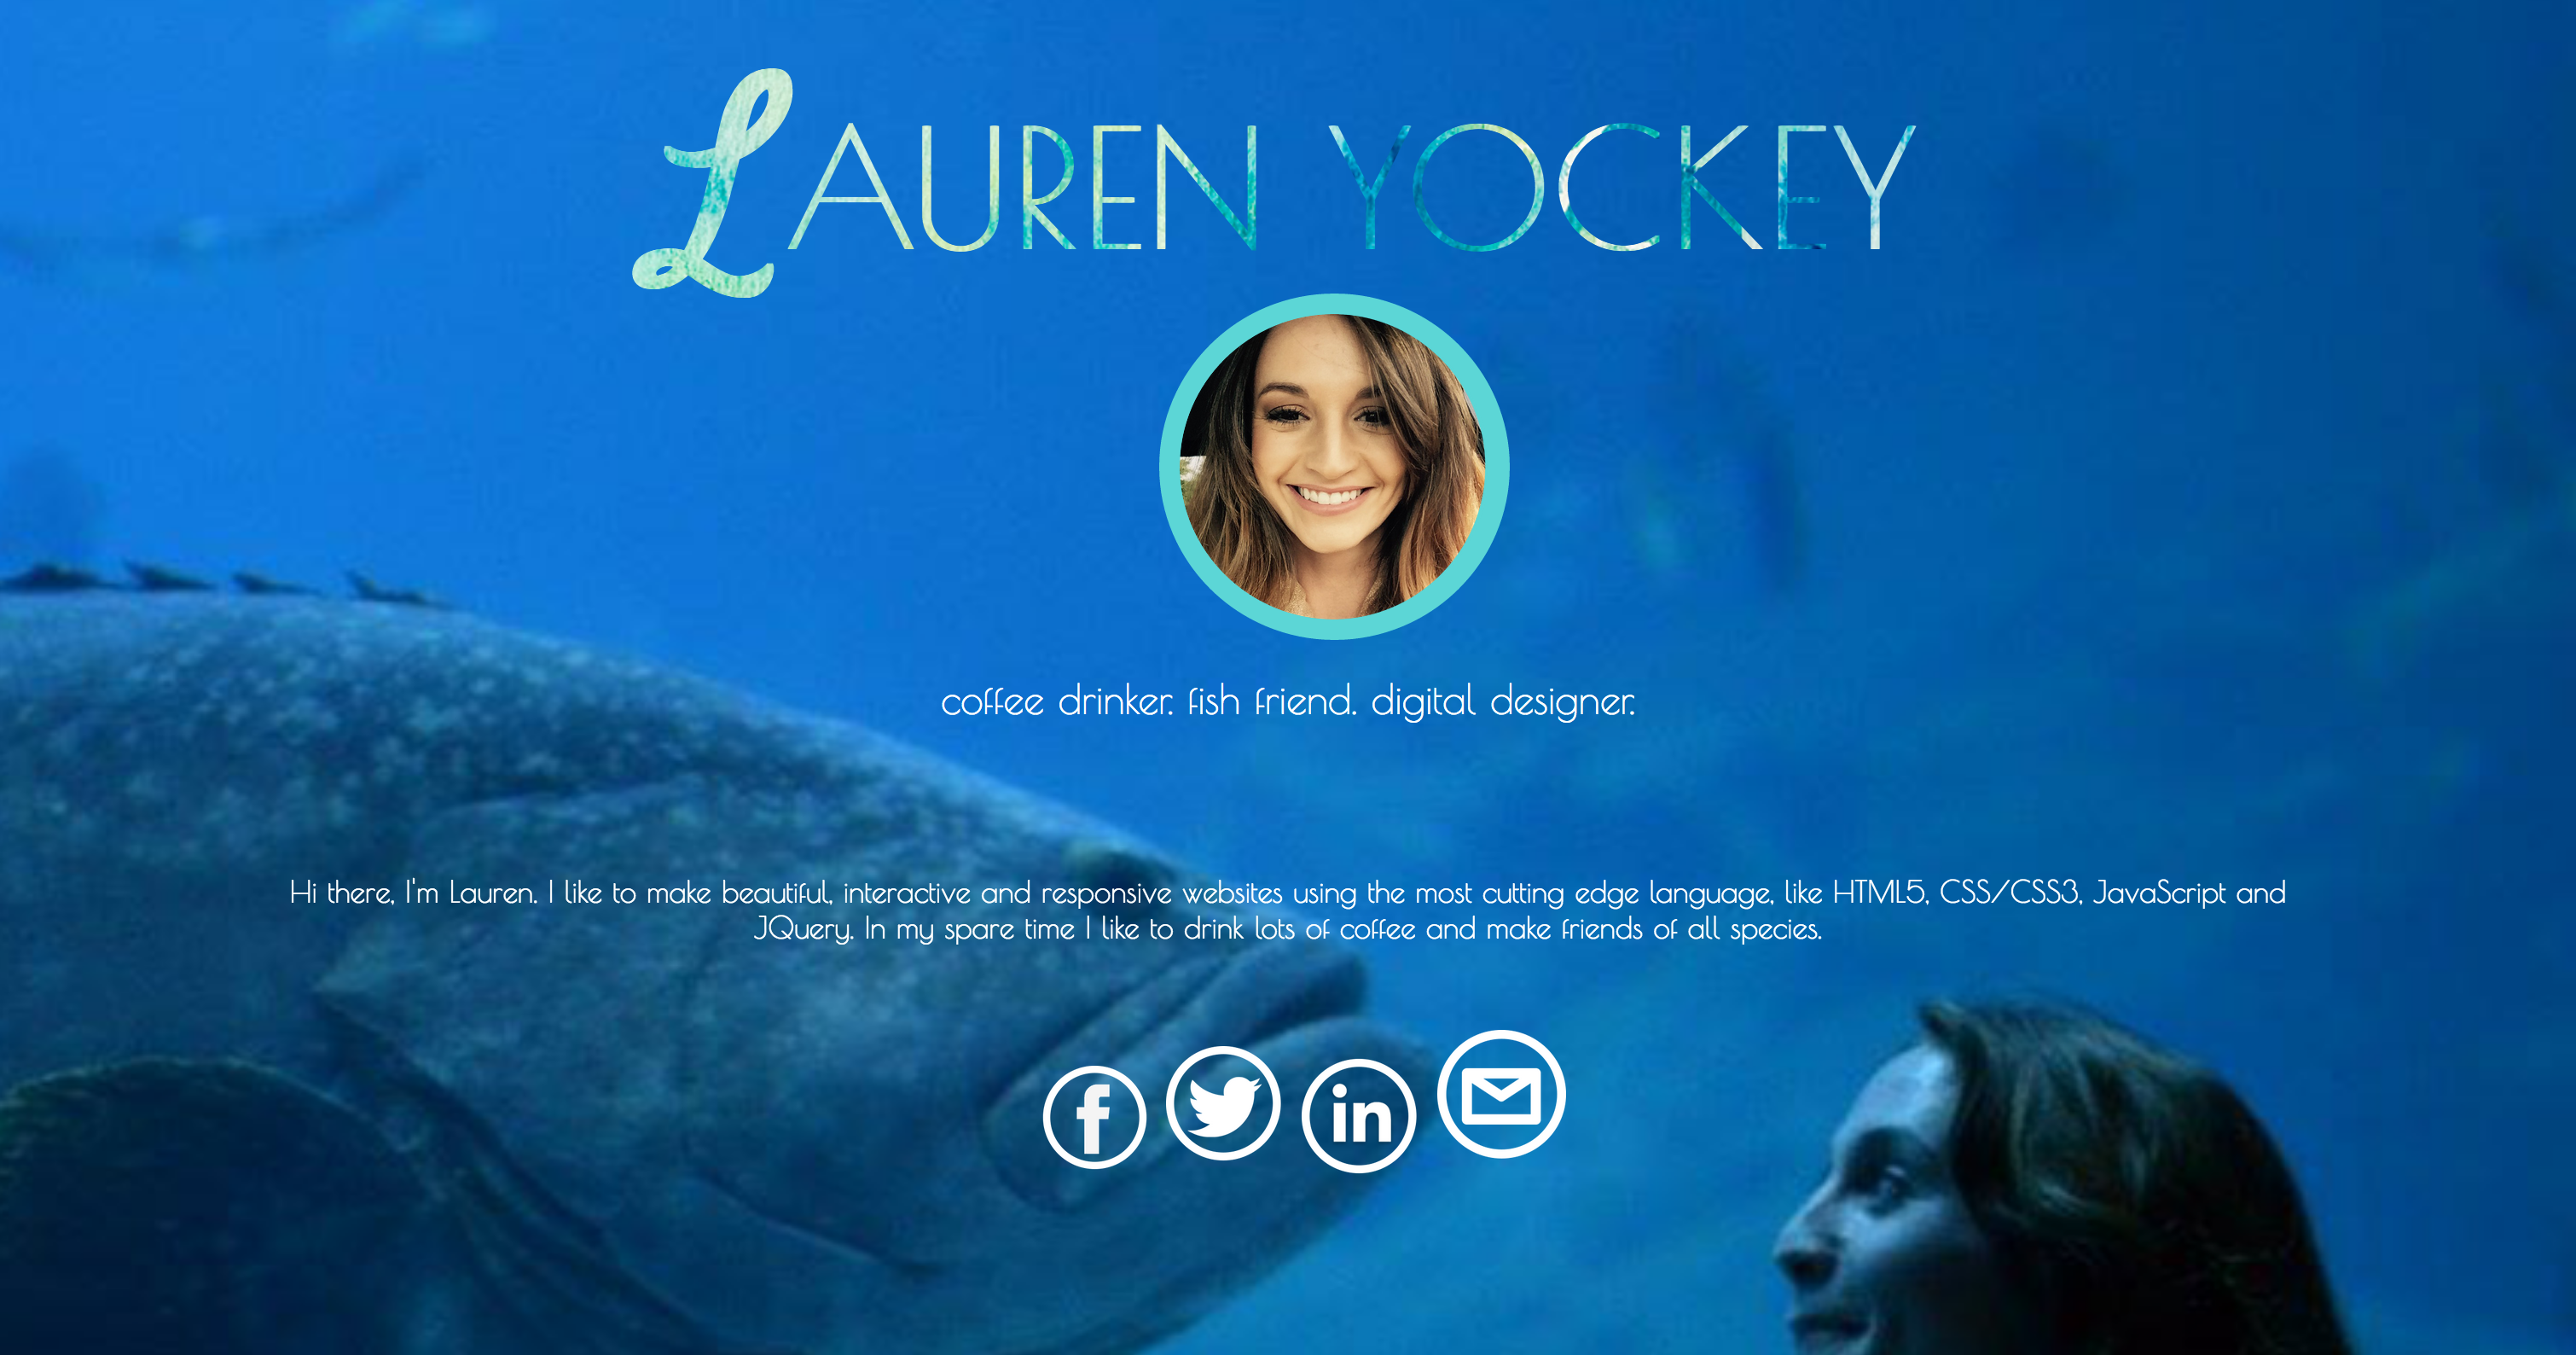 LAUREN YOCKEY
coffee drinker. fish friend. digital designer.
Hi there, I'm Lauren. I like to make beautiful, interactive and responsive websites using the most cutting edge language, like HTML5, CSS/CSS3, JavaScript and
JQuery. In my spare time I like to drink lots of coffee and make friends of all species.
f in